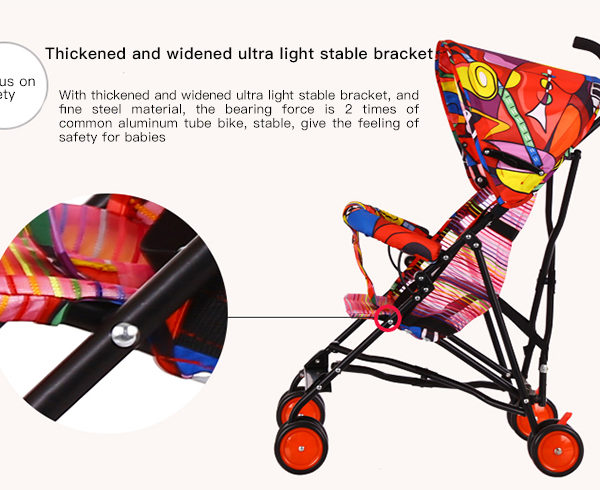 Thickened and widened ultra light stable bracket
us on
ety
With thickened and widened ultra light stable bracket, and
fine steel material, the bearing force is 2 times of
common aluminum tube bike, stable, give the feeling of
safety for babies